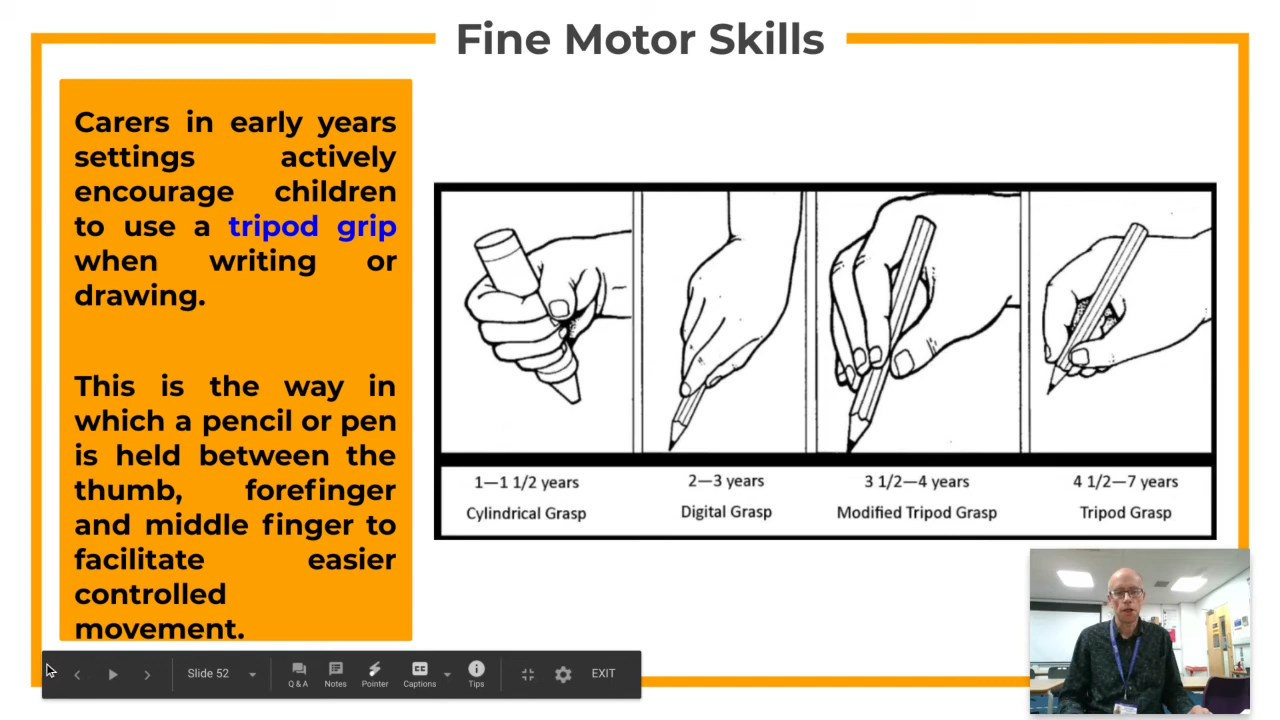 Fine Motor Skills
Carers in early years
settings actively
encourage children
to use a tripod grip
when writing or
drawing.
This is the way in
which a pencil or pen
is held between the
thumb, forefinger
and middle finger to
facilitate easier
controlled
movement.
1—1 1/2 years
Cylindrical Grasp
2—3 years
Digital Grasp
3 1/2—4 years
Modified Tripod Grasp
4 1/2—7 years
Tripod Grasp
Slide 52
Q & A
Notes
Pointer
Captions
Tips
EXIT